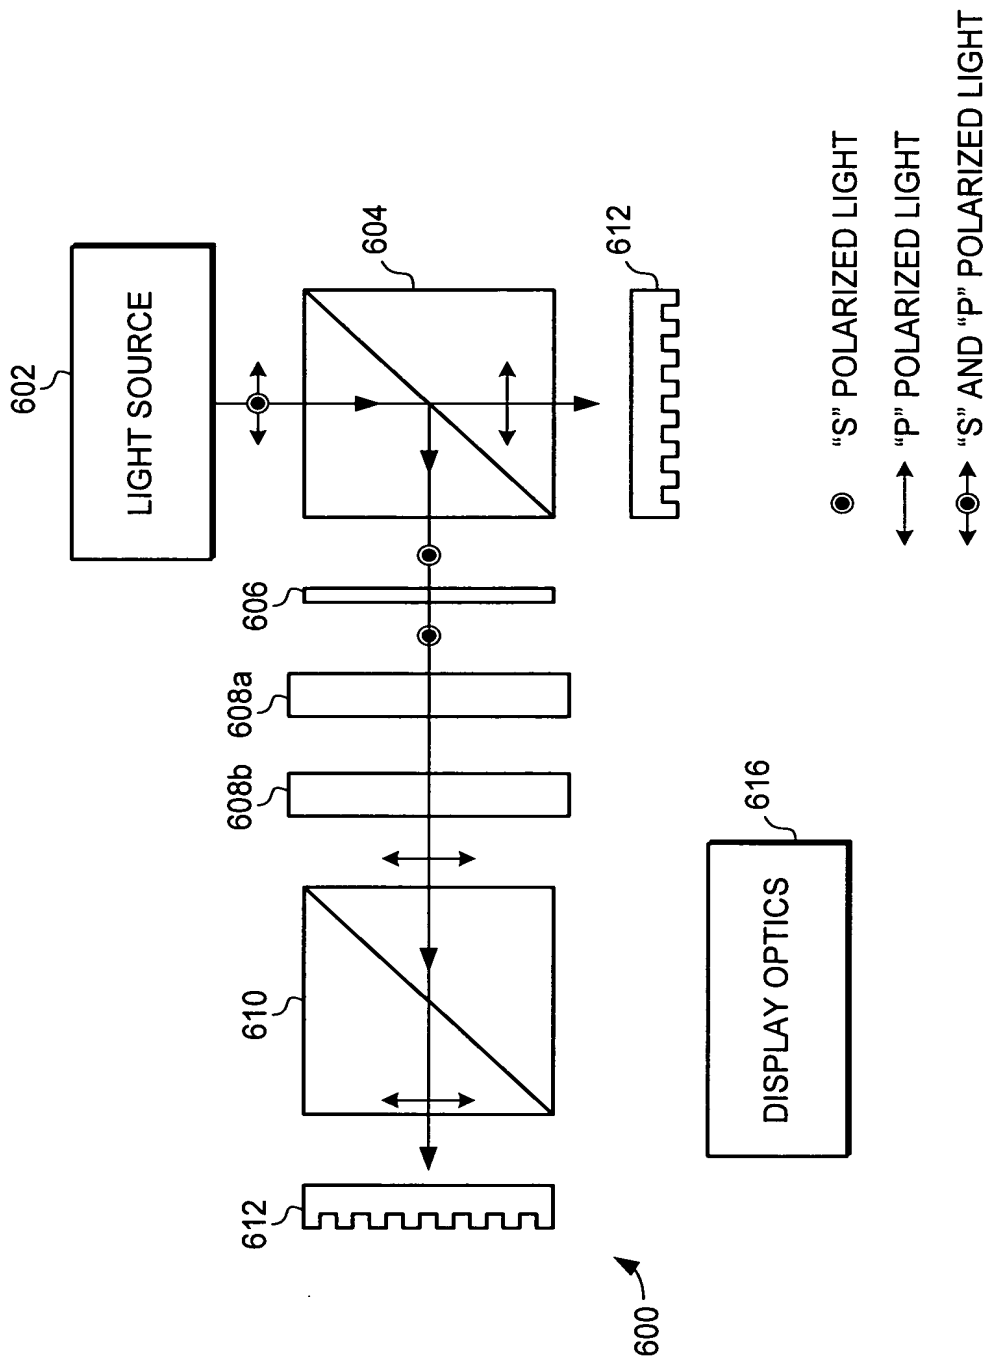 602
LIGHT SOURCE
604
612
606
608a
608b
610
612
616
DISPLAY OPTICS
600
"S" POLARIZED LIGHT
"P" POLARIZED LIGHT
"S" AND "P" POLARIZED LIGHT